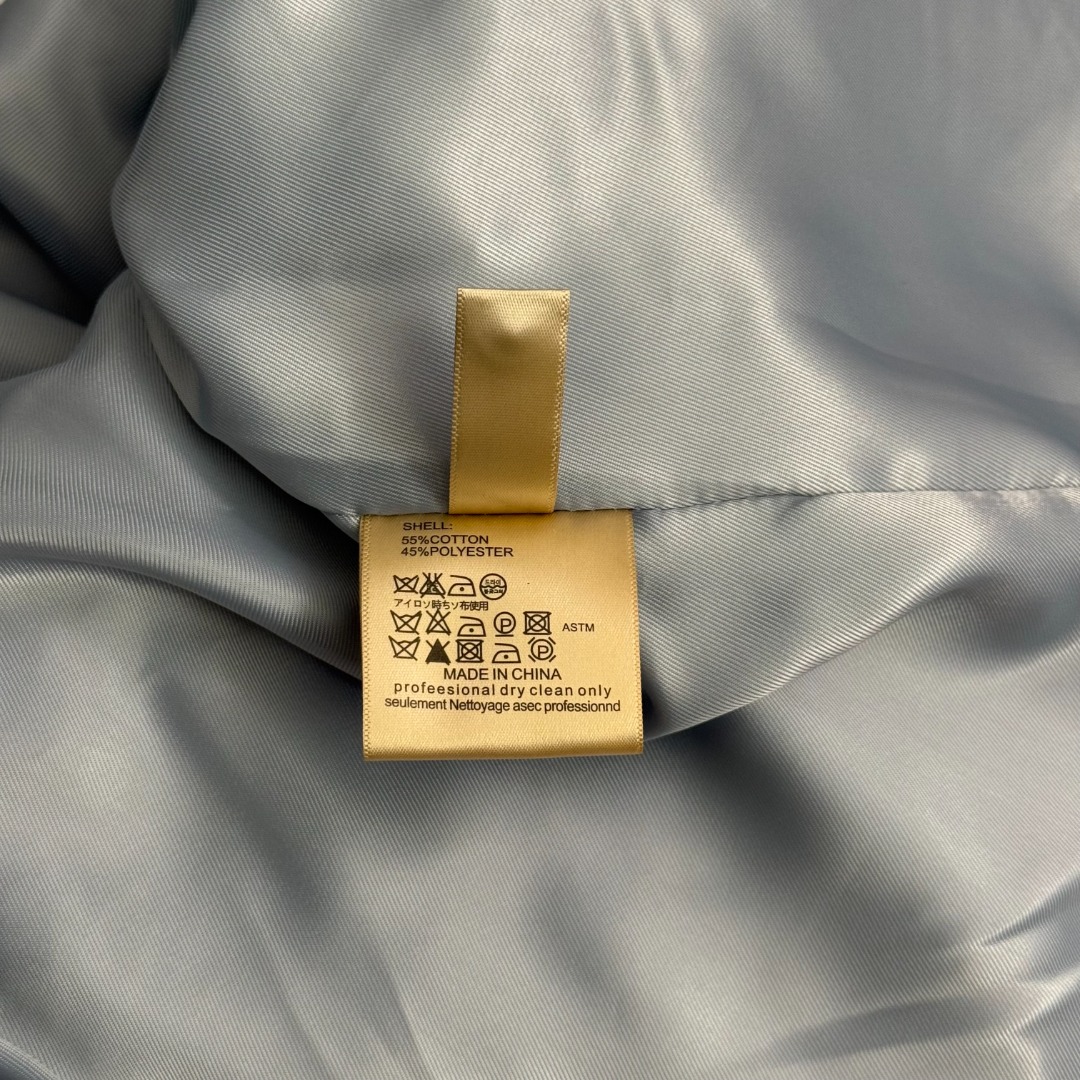 SHELL:
55%COTTON
45%POLYESTER
アイロン時ちソ布使用
P
ASTM
P
MADE IN CHINA
profeesional dry clean only
seulement Nettoyage asec professionnd